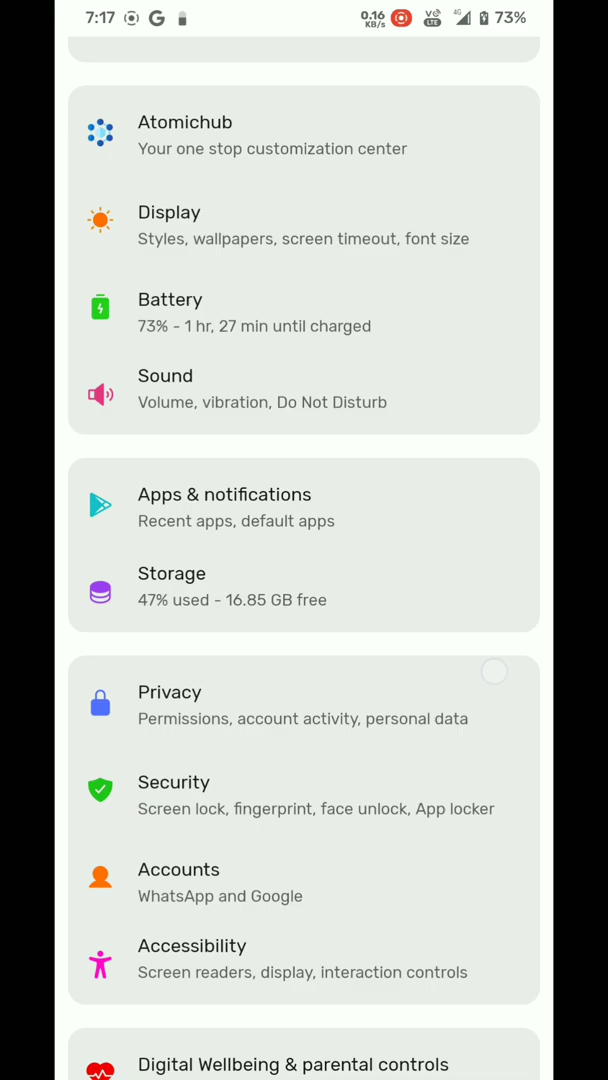 7:17 0.16 KB/s Vo LTE 4G 73%
Atomichub
Your one stop customization center
Display
Styles, wallpapers, screen timeout, font size
Battery
73% - 1 hr, 27 min until charged
Sound
Volume, vibration, Do Not Disturb
Apps & notifications
Recent apps, default apps
Storage
47% used - 16.85 GB free
Privacy
Permissions, account activity, personal data
Security
Screen lock, fingerprint, face unlock, App locker
Accounts
WhatsApp and Google
Accessibility
Screen readers, display, interaction controls
Digital Wellbeing & parental controls